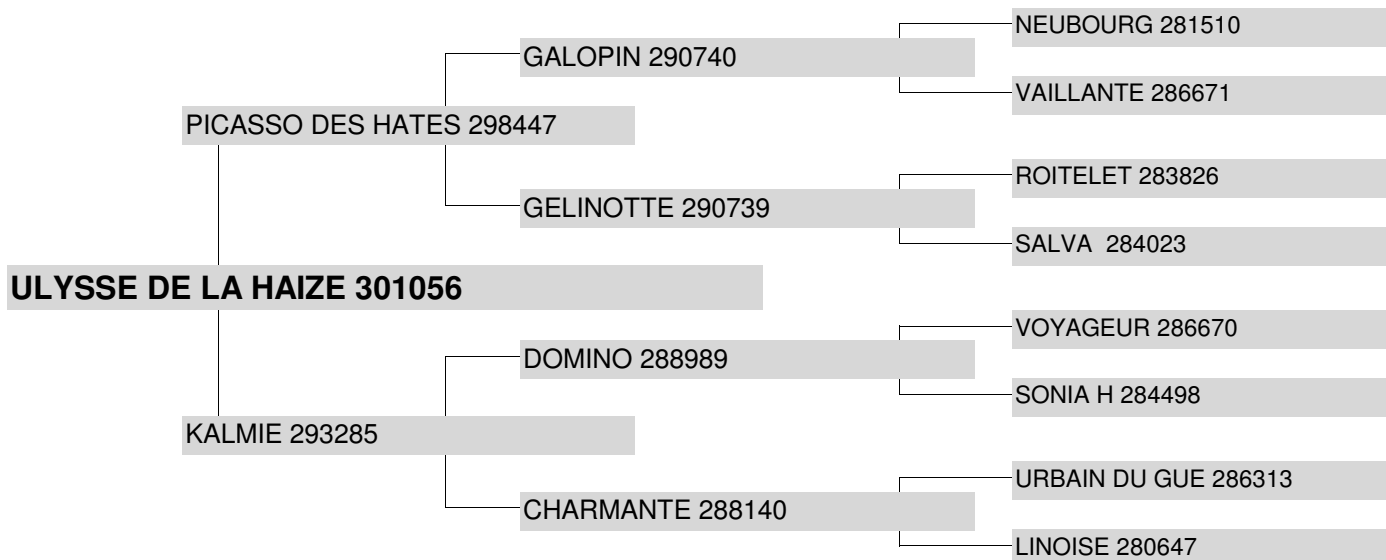 NEUBOURG 281510
GALOPIN 290740
VAILLANTE 286671
PICASSO DES HATES 298447
ROITELET 283826
GELINOTTE 290739
SALVA  284023
ULYSSE DE LA HAIZE 301056
VOYAGEUR 286670
DOMINO 288989
SONIA H 284498
KALMIE 293285
URBAIN DU GUE 286313
CHARMANTE 288140
LINOISE 280647